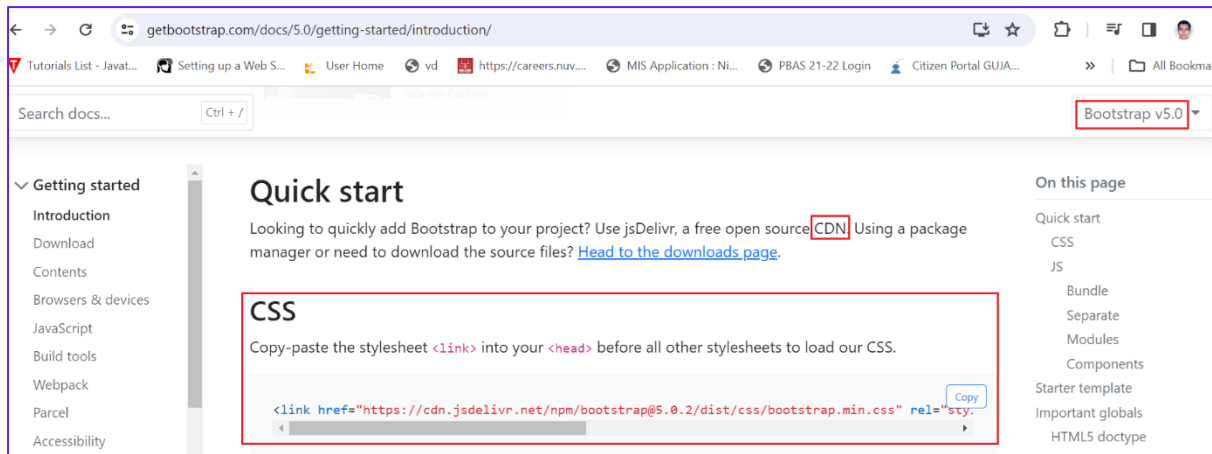 getbootstrap.com/docs/5.0/getting-started/introduction/
Tutorials List - Javat... Setting up a Web S... User Home vd https://careers.nuv.... MIS Application : Ni... PBAS 21-22 Login Citizen Portal GUJA... » All Bookma
ads via Carbon
Search docs... Ctrl + / Bootstrap v5.0
Getting started
Introduction
Download
Contents
Browsers & devices
JavaScript
Build tools
Webpack
Parcel
Accessibility
Quick start
Looking to quickly add Bootstrap to your project? Use jsDelivr, a free open source CDN. Using a package
manager or need to download the source files? Head to the downloads page.
CSS
Copy-paste the stylesheet <link> into your <head> before all other stylesheets to load our CSS.
Copy
<link href="https://cdn.jsdelivr.net/npm/bootstrap@5.0.2/dist/css/bootstrap.min.css" rel="sty.
On this page
Quick start
CSS
JS
Bundle
Separate
Modules
Components
Starter template
Important globals
HTML5 doctype